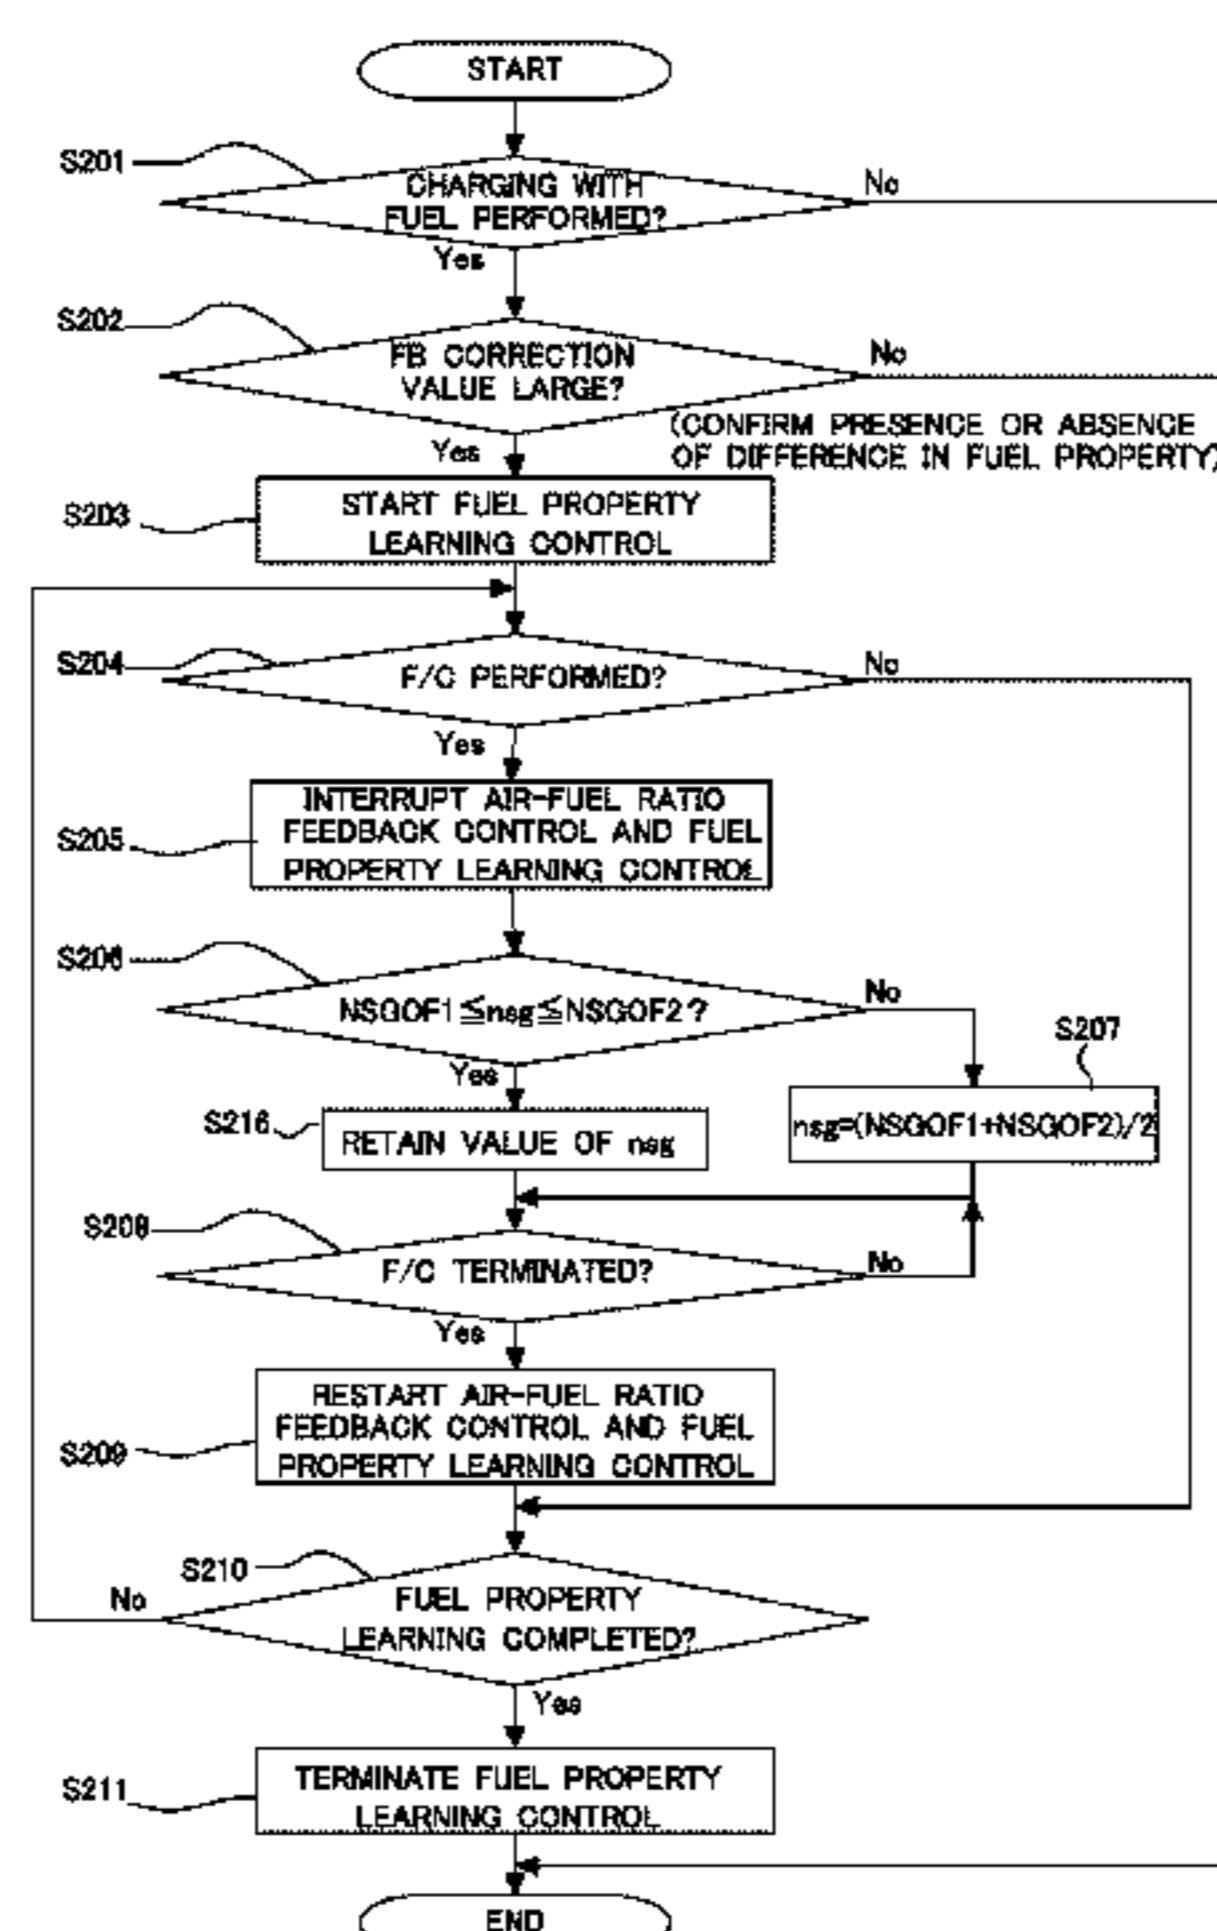 START
S201
CHARGING WITH
FUEL PERFORMED?
No
Yes
S202
FB CORRECTION
VALUE LARGE?
No
Yes
(CONFIRM PRESENCE OR ABSENCE
OF DIFFERENCE IN FUEL PROPERTY)
S203
START FUEL PROPERTY
LEARNING CONTROL
S204
F/C PERFORMED?
No
Yes
S205
INTERRUPT AIR-FUEL RATIO
FEEDBACK CONTROL AND FUEL
PROPERTY LEARNING CONTROL
S206
NSGOF1≦nsg≦NSGOF2?
No
Yes
S207
nsg=(NSGOF1+NSGOF2)/2
S216
RETAIN VALUE OF nsg
S208
F/C TERMINATED?
No
Yes
S209
RESTART AIR-FUEL RATIO
FEEDBACK CONTROL AND FUEL
PROPERTY LEARNING CONTROL
S210
FUEL PROPERTY
LEARNING COMPLETED?
No
Yes
S211
TERMINATE FUEL PROPERTY
LEARNING CONTROL
END